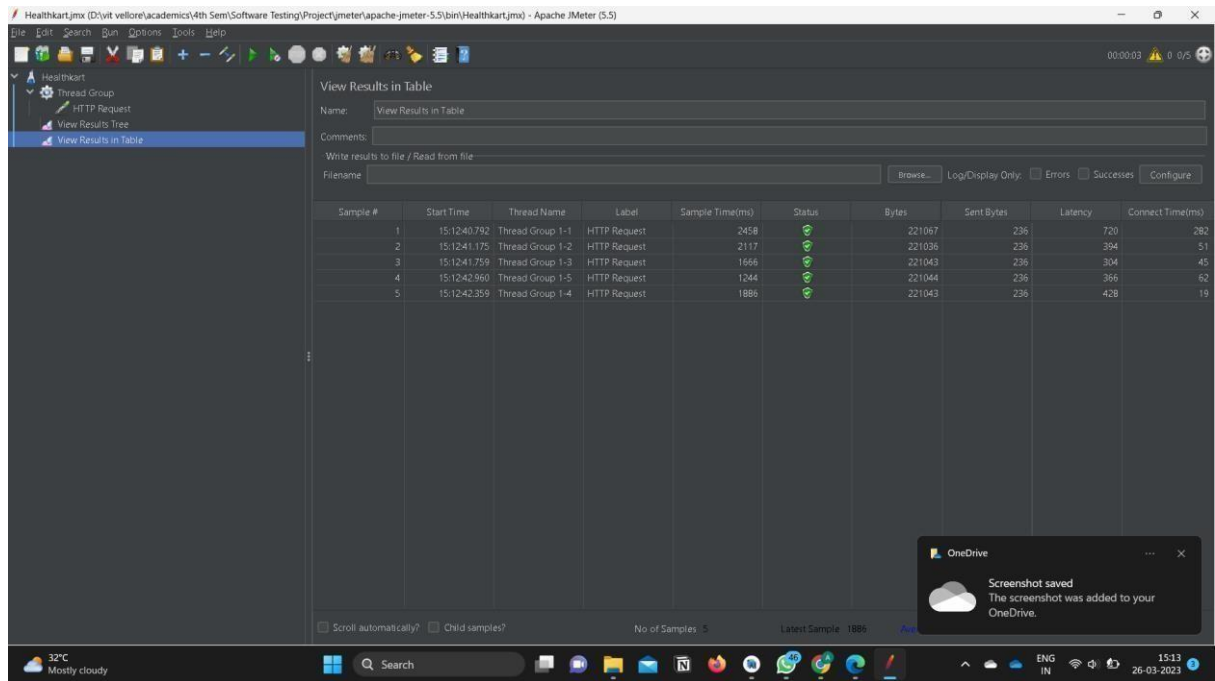 Healthkart.jmx (D:\vit vellore\academics\4th Sem\Software Testing\Project\jmeter\apache-jmeter-5.5\bin\Healthkart.jmx) - Apache JMeter (5.5)
File Edit Search Run Options Tools Help
00:00:03 0 0/5
Healthkart
Thread Group
HTTP Request
View Results Tree
View Results in Table
View Results in Table
Name: View Results in Table
Comments:
Write results to file / Read from file
Filename Browse... Log/Display Only: Errors Successes Configure
Sample # Start Time Thread Name Label Sample Time(ms) Status Bytes Sent Bytes Latency Connect Time(ms)
1 15:12:40.792 Thread Group 1-1 HTTP Request 2458 221067 236 720 282
2 15:12:41.175 Thread Group 1-2 HTTP Request 2117 221036 236 394 51
3 15:12:41.759 Thread Group 1-3 HTTP Request 1666 221043 236 304 45
4 15:12:42.960 Thread Group 1-5 HTTP Request 1244 221044 236 366 62
5 15:12:42.359 Thread Group 1-4 HTTP Request 1886 221043 236 428 19
OneDrive
Screenshot saved
The screenshot was added to your
OneDrive.
Scroll automatically? Child samples? No of Samples 5 Latest Sample 1886
32°C
Mostly cloudy
Search
46
ENG
IN
15:13
26-03-2023
3